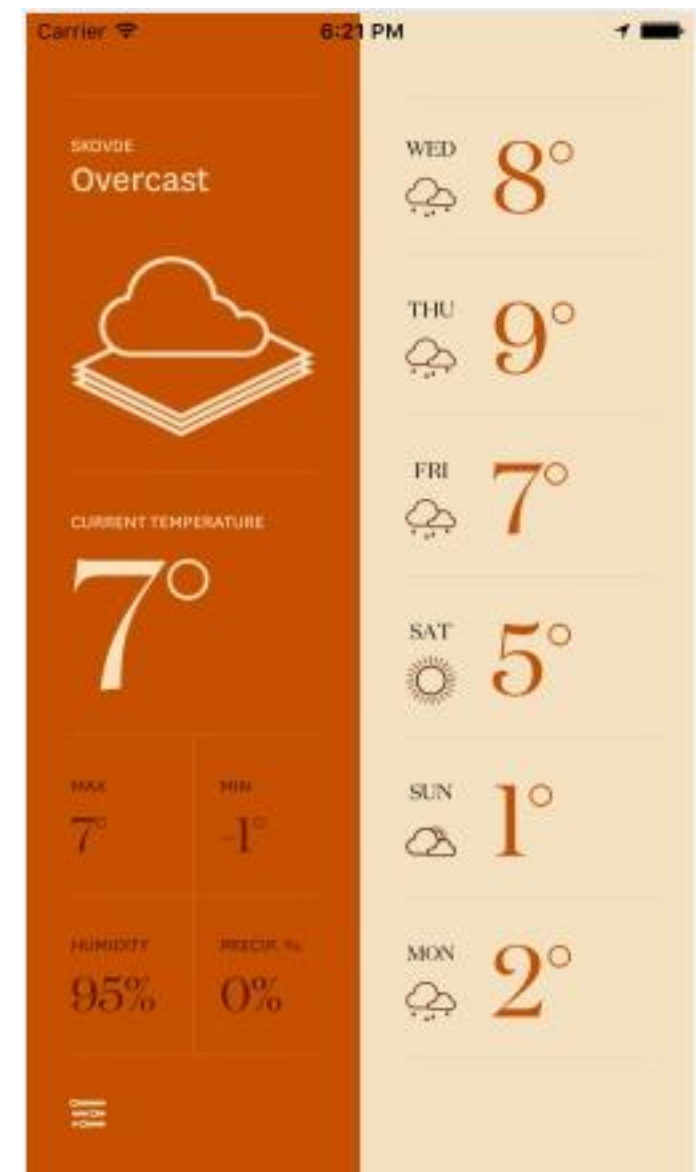 Carrier 6:21 PM
SKOVDE
Overcast
CURRENT TEMPERATURE
7°
MAX MIN
7° -1°
HUMIDITY PRECIP. %
95% 0%
WED
8°
THU
9°
FRI
7°
SAT
5°
SUN
1°
MON
2°